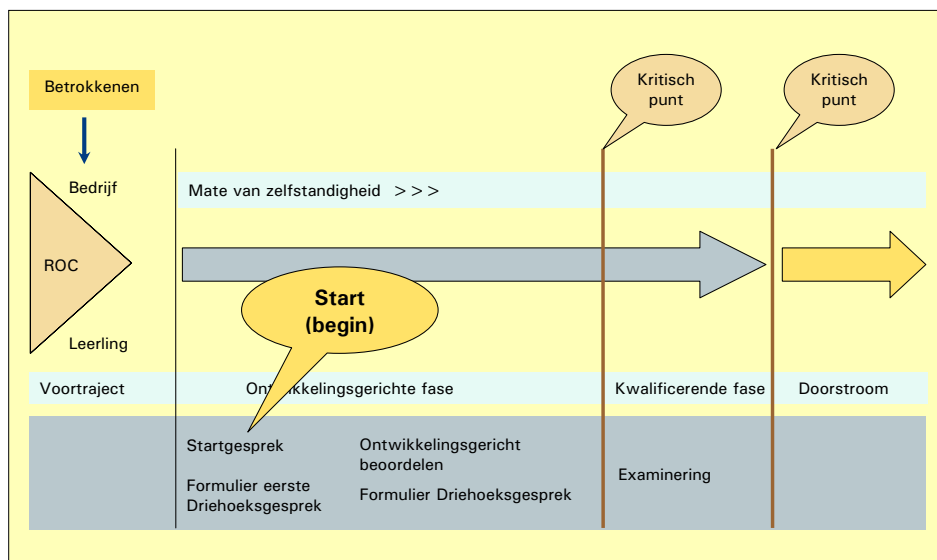 Betrokkenen
Kritisch
punt
Kritisch
punt
Bedrijf
Mate van zelfstandigheid >>>
ROC
Start
(begin)
Leerling
Voortraject
Ontwikkelingsgerichte fase
Kwalificerende fase
Doorstroom
Startgesprek
Formulier eerste
Driehoeksgesprek
Ontwikkelingsgericht
beoordelen
Formulier Driehoeksgesprek
Examinering